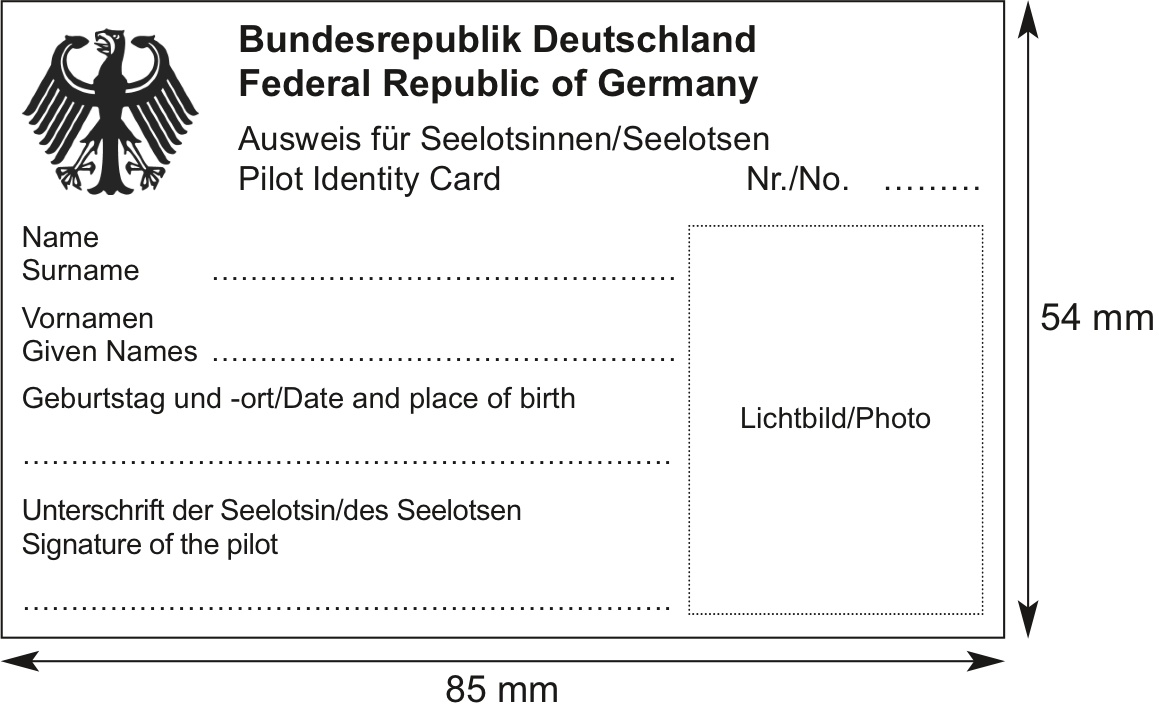 Bundesrepublik Deutschland
Federal Republic of Germany
Ausweis für Seelotsinnen/Seelotsen
Pilot Identity Card
Nr./No. .........
Name
Surname ................................................
Vornamen
Given Names ................................................
Geburtstag und -ort/Date and place of birth
...................................................................
Unterschrift der Seelotsin/des Seelotsen
Signature of the pilot
...................................................................
Lichtbild/Photo
54 mm
85 mm